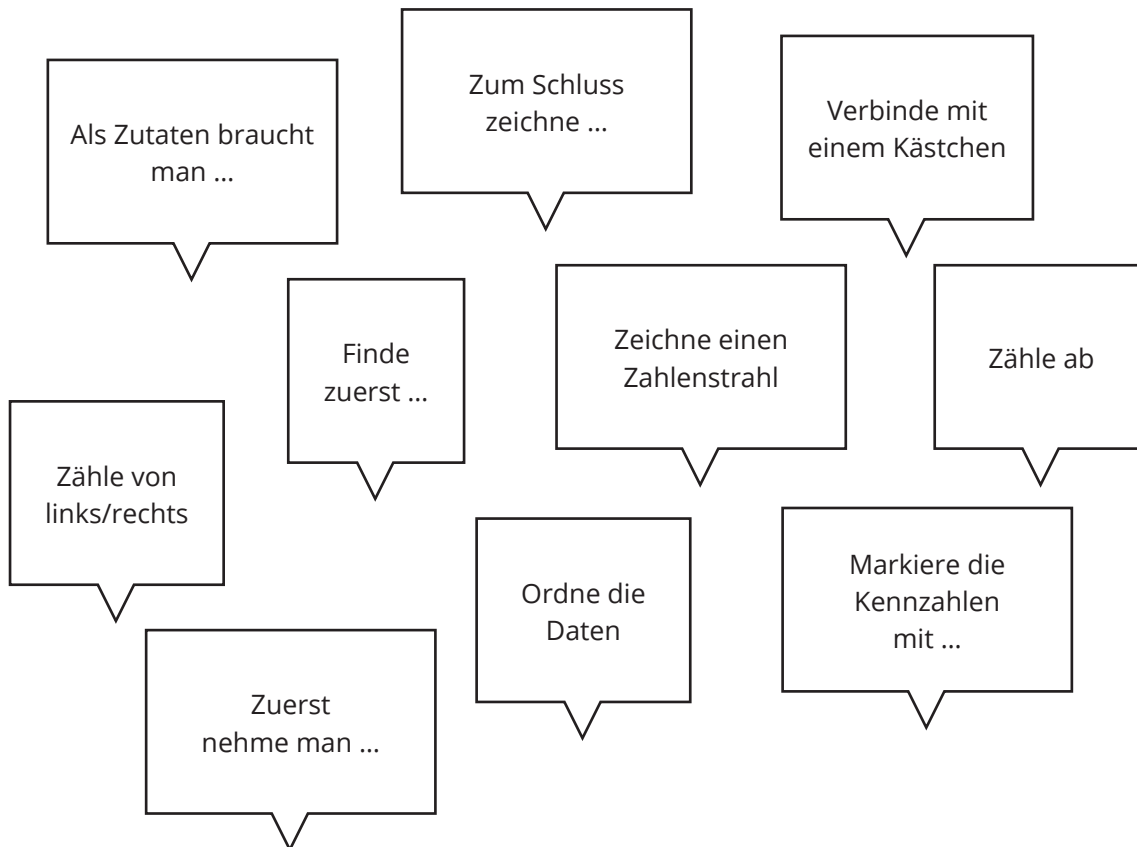 Als Zutaten braucht
man ...
Zum Schluss
zeichne ...
Verbinde mit
einem Kästchen
Finde
zuerst ...
Zeichne einen
Zahlenstrahl
Zähle ab
Zähle von
links/rechts
Ordne die
Daten
Markiere die
Kennzahlen
mit ...
Zuerst
nehme man ...